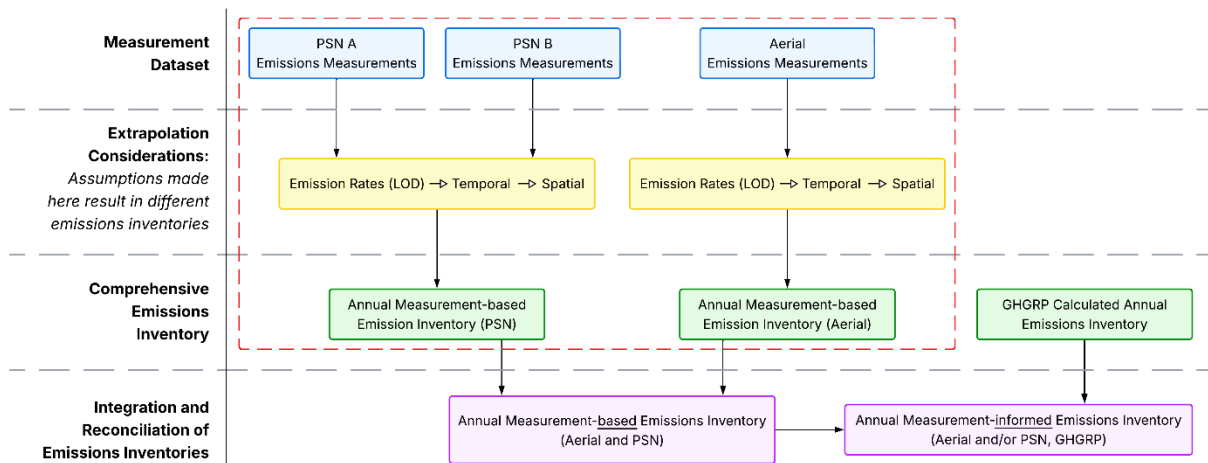 Measurement
Dataset
PSN A
Emissions Measurements
PSN B
Emissions Measurements
Aerial
Emissions Measurements
Extrapolation
Considerations:
Assumptions made
here result in different
emissions inventories
Emission Rates (LOD) → Temporal → Spatial
Emission Rates (LOD) → Temporal → Spatial
Comprehensive
Emissions
Inventory
Annual Measurement-based
Emission Inventory (PSN)
Annual Measurement-based
Emission Inventory (Aerial)
GHGRP Calculated Annual
Emissions Inventory
Integration and
Reconciliation of
Emissions Inventories
Annual Measurement-based Emissions Inventory
(Aerial and PSN)
Annual Measurement-informed Emissions Inventory
(Aerial and/or PSN, GHGRP)